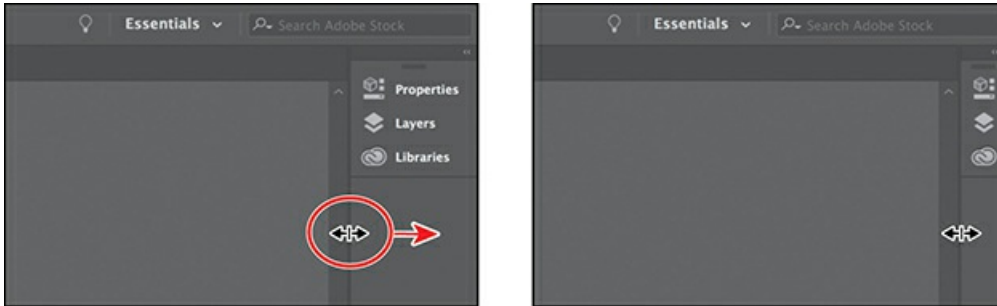 Essentials
Search Adobe Stock
Properties
Layers
Libraries
Essentials
Search Adobe Stock